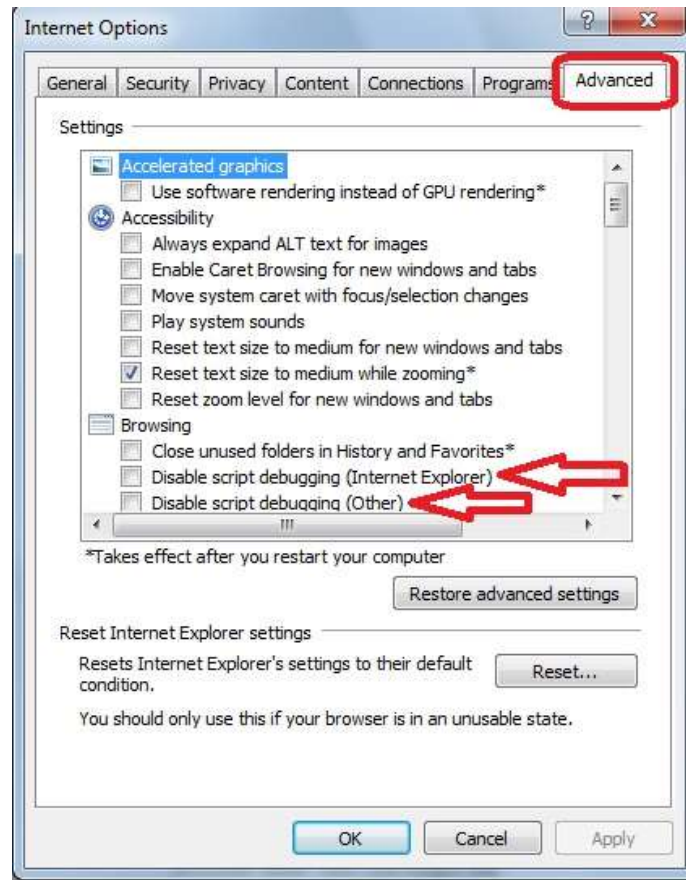 Internet Options
General Security Privacy Content Connections Programs Advanced
Settings
Accelerated graphics
Use software rendering instead of GPU rendering*
Accessibility
Always expand ALT text for images
Enable Caret Browsing for new windows and tabs
Move system caret with focus/selection changes
Play system sounds
Reset text size to medium for new windows and tabs
Reset text size to medium while zooming*
Reset zoom level for new windows and tabs
Browsing
Close unused folders in History and Favorites*
Disable script debugging (Internet Explorer)
Disable script debugging (Other)
*Takes effect after you restart your computer
Restore advanced settings
Reset Internet Explorer settings
Resets Internet Explorer's settings to their default
condition.
Reset...
You should only use this if your browser is in an unusable state.
OK Cancel Apply